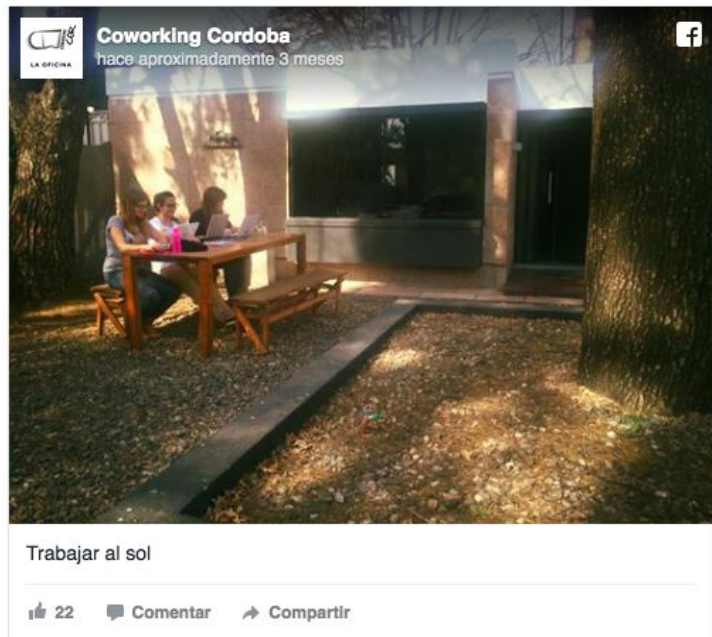 Coworking Cordoba
hace aproximadamente 3 meses
LA OFICINA
Trabajar al sol
22
Comentar
Compartir